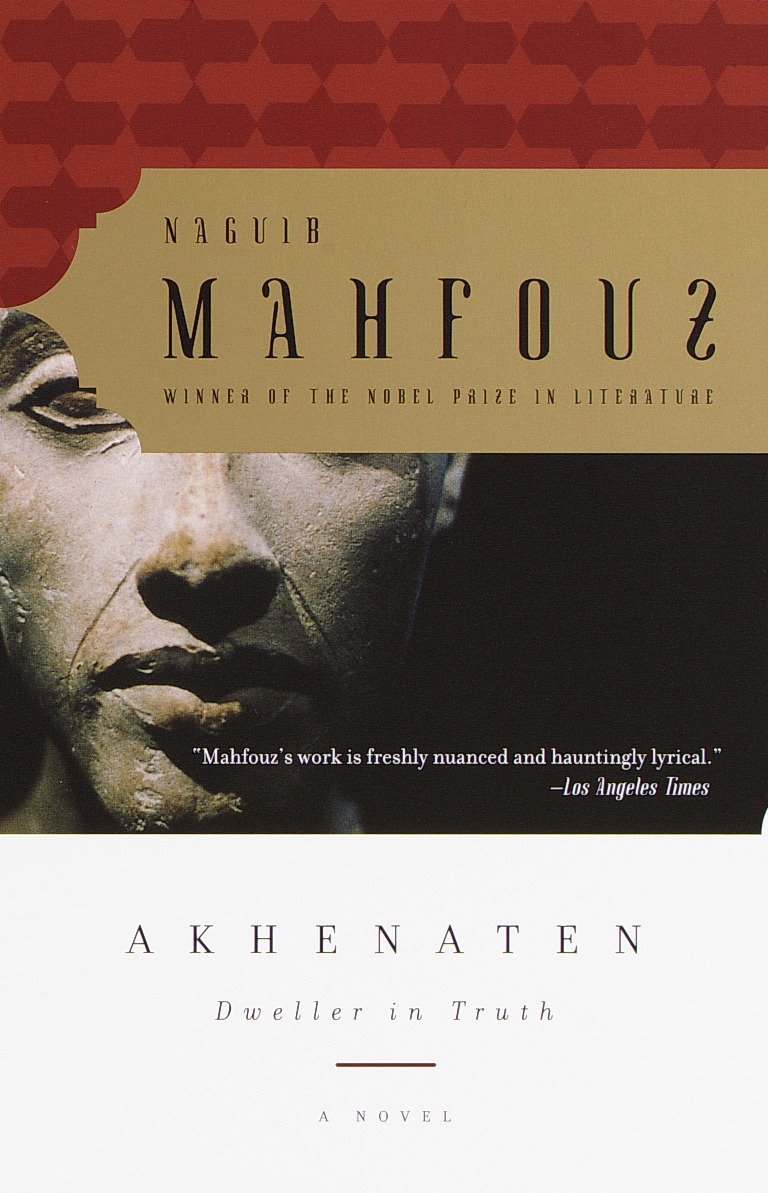 NAGUIB
MAHFOUZ
WINNER OF THE NOBEL PRIZE IN LITERATURE
“Mahfouz’s work is freshly nuanced and hauntingly lyrical.”
—Los Angeles Times
AKHENATEN
Dweller in Truth
A NOVEL